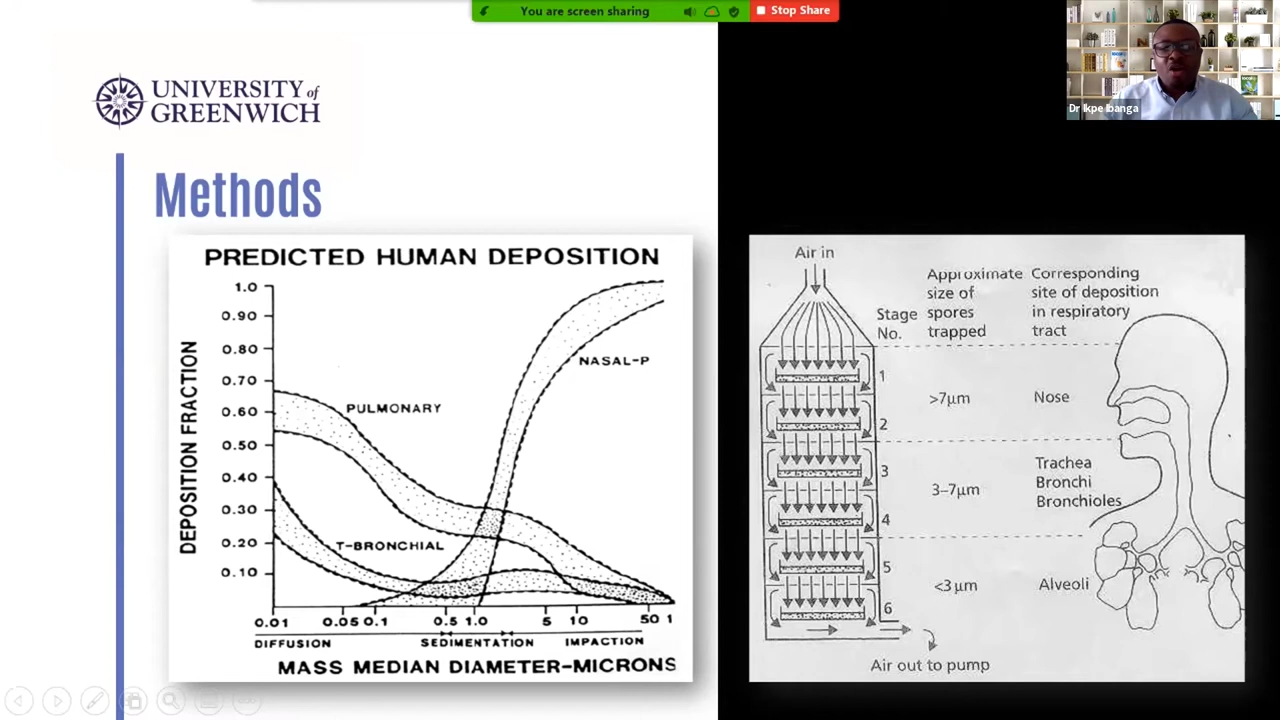 You are screen sharing
Stop Share
Dr Ikpe Ibanga
UNIVERSITY of
GREENWICH
Methods
PREDICTED HUMAN DEPOSITION
DEPOSITION FRACTION
1.0
0.90
0.80
0.70
0.60
0.50
0.40
0.30
0.20
0.10
NASAL-P
PULMONARY
T-BRONCHIAL
0.01 0.05 0.1 0.5 1.0 5 10 50 1
DIFFUSION SEDIMENTATION IMPACTION
MASS MEDIAN DIAMETER-MICRONS
Air in
Stage
No.
Approximate
size of
spores
trapped
Corresponding
site of deposition
in respiratory
tract
1
>7μm Nose
2
3
3–7μm
Trachea
Bronchi
Bronchioles
4
5
<3μm Alveoli
6
Air out to pump